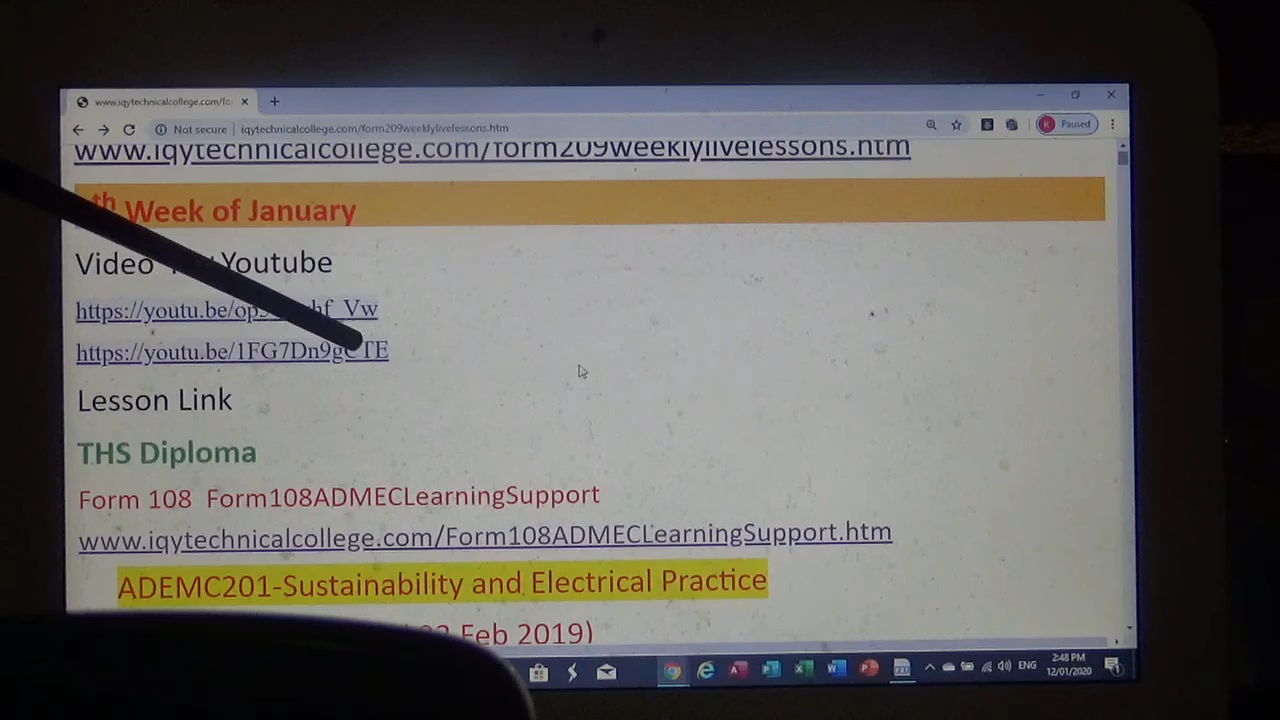 www.iqytechnicalcollege.com/fo
Not secure
iqytechnicalcollege.com/form209weeklylivelessons.htm
Paused
www.iqytechnicalcollege.com/form209weeklylivelessons.htm
th Week of January
Video Youtube
https://youtu.be/
https://youtu.be/1FG7Dn9gCTE
Lesson Link
THS Diploma
Form 108 Form108ADMECLearningSupport
www.iqytechnicalcollege.com/Form108ADMECLearningSupport.htm
ADEMC201-Sustainability and Electrical Practice
Feb 2019)
ENG
2:48 PM
12/01/2020